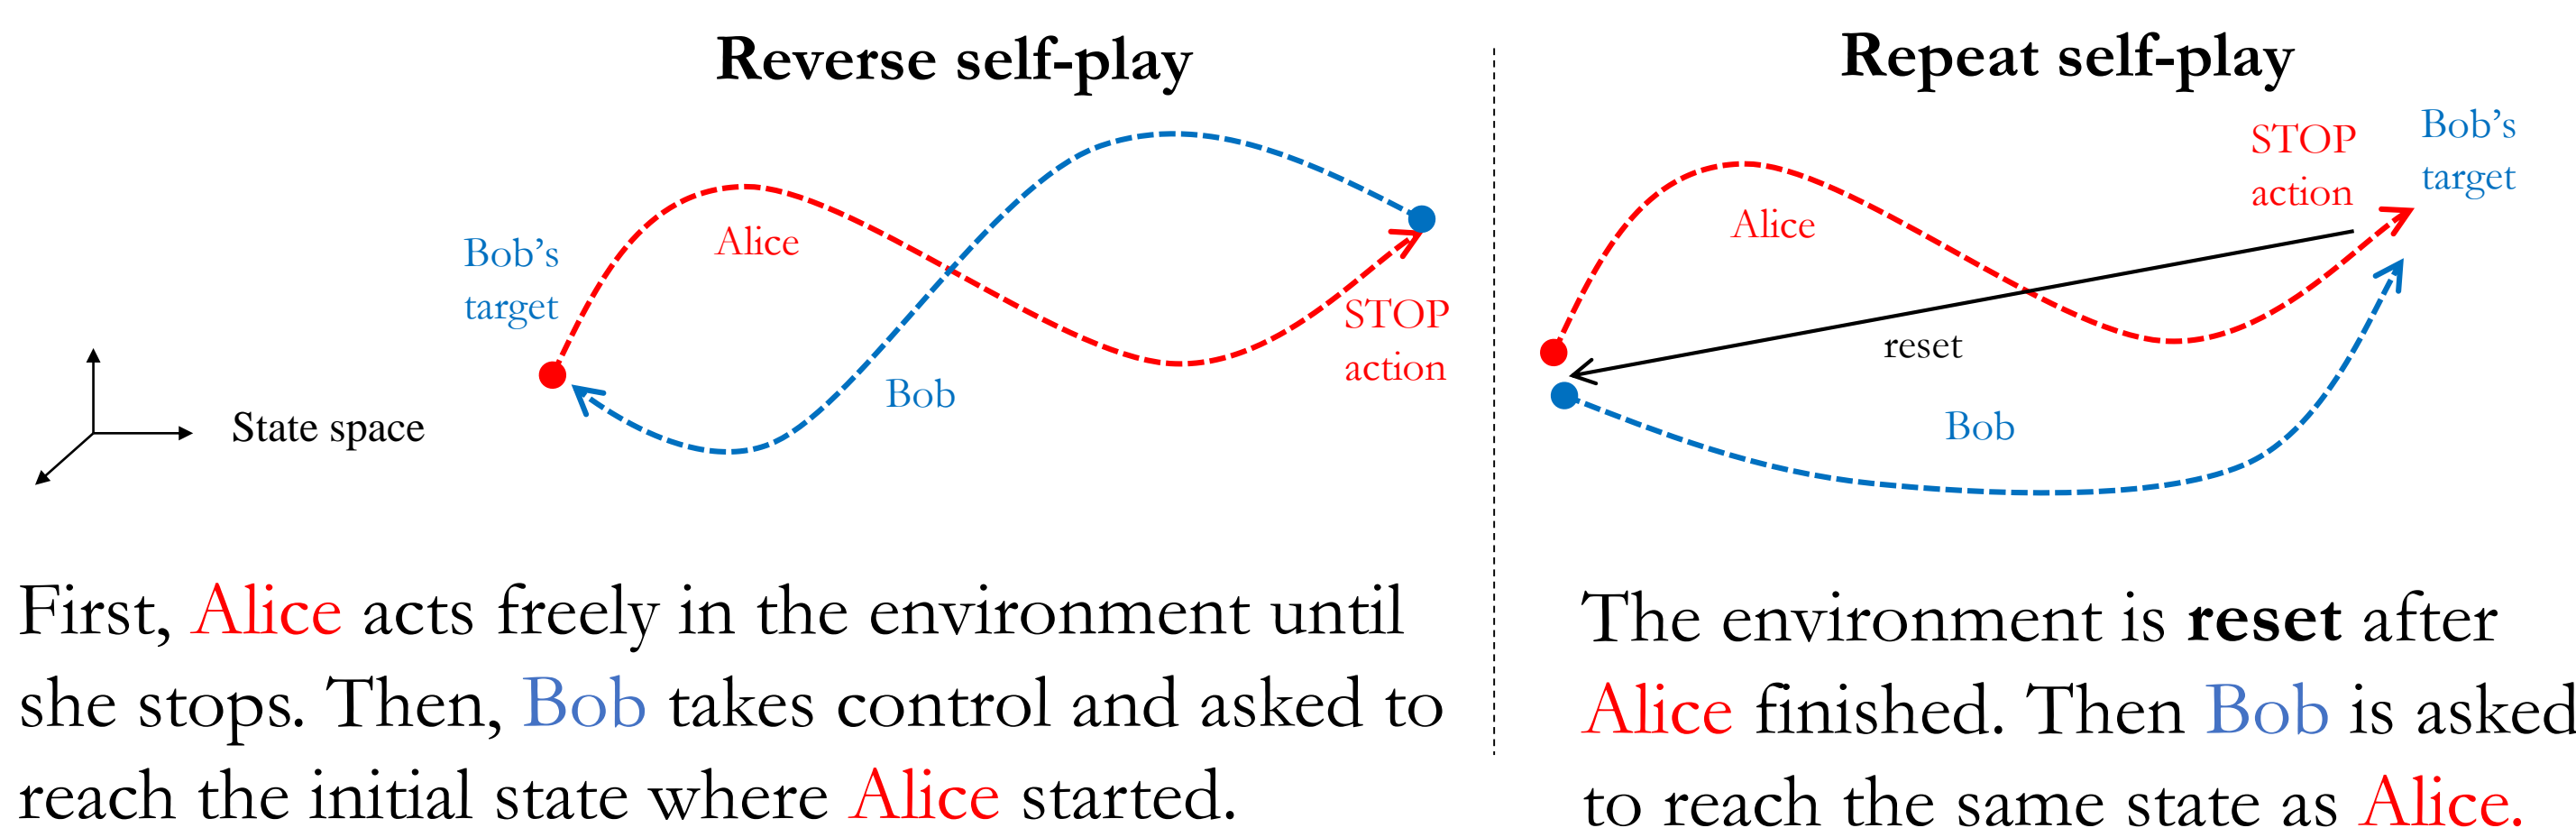 Reverse self-play
Bob's
target
Alice
Bob
STOP
action
State space
First, Alice acts freely in the environment until
she stops. Then, Bob takes control and asked to
reach the initial state where Alice started.
Repeat self-play
STOP
action
Bob's
target
Alice
reset
Bob
The environment is reset after
Alice finished. Then Bob is asked
to reach the same state as Alice.